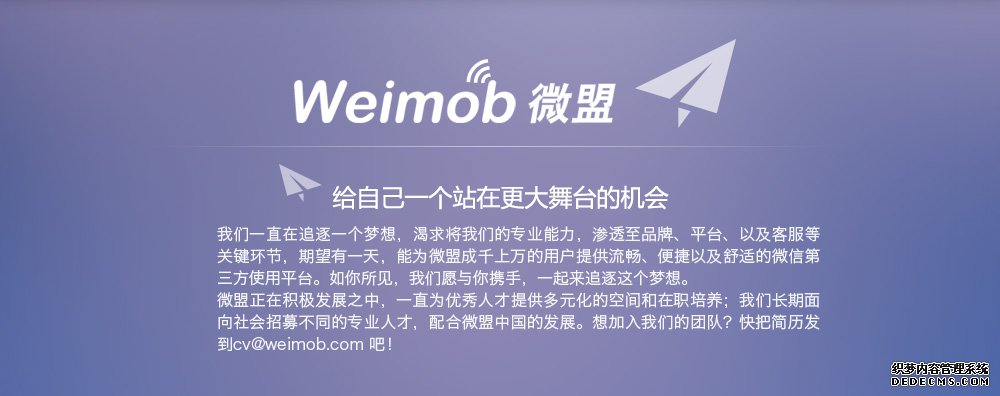 Weimob 微盟
给自己一个站在更大舞台的机会
我们一直在追逐一个梦想，渴求将我们的专业能力，渗透至品牌、平台、以及客服等
关键环节，期望有一天，能为微盟成千上万的用户提供流畅、便捷以及舒适的微信第
三方使用平台。如你所见，我们愿与你携手，一起来追逐这个梦想。
微盟正在积极发展之中，一直为优秀人才提供多元化的空间和在职培养；我们长期面
向社会招募不同的专业人才，配合微盟中国的发展。想加入我们的团队？快把简历发
到cv@weimob.com 吧！
织梦内容管理系统
DEDECMS.COM